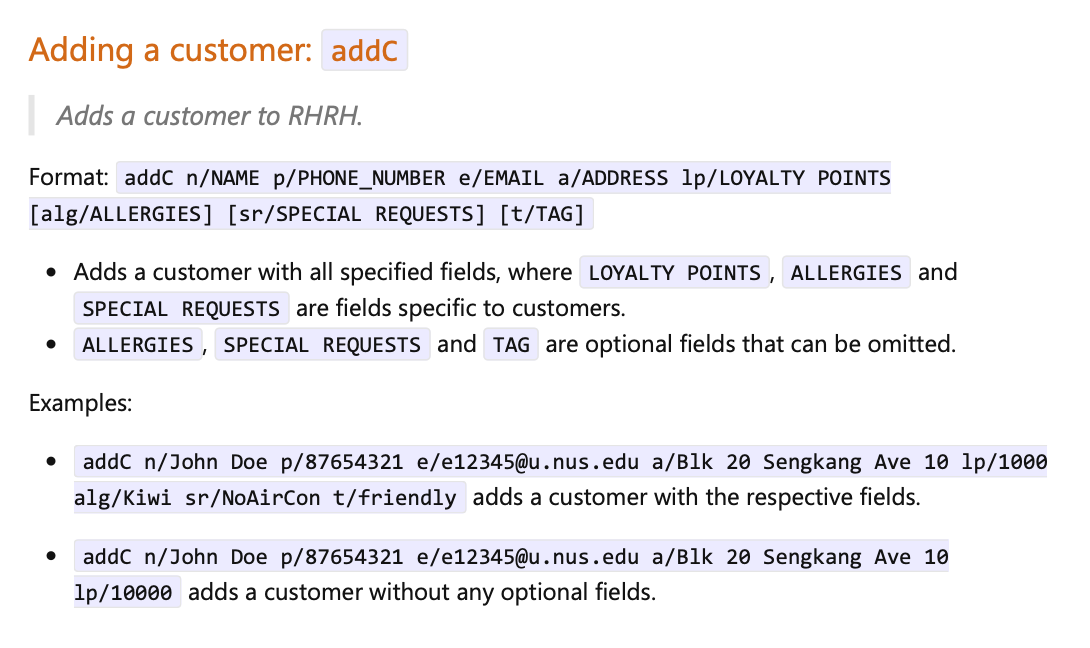 Adding a customer: addC
Adds a customer to RHRH.
Format: addC n/NAME p/PHONE_NUMBER e/EMAIL a/ADDRESS lp/LOYALTY POINTS
[alg/ALLERGIES] [sr/SPECIAL REQUESTS] [t/TAG]
• Adds a customer with all specified fields, where LOYALTY POINTS, ALLERGIES and
SPECIAL REQUESTS are fields specific to customers.
• ALLERGIES, SPECIAL REQUESTS and TAG are optional fields that can be omitted.
Examples:
• addC n/John Doe p/87654321 e/e12345@u.nus.edu a/Blk 20 Sengkang Ave 10 lp/1000
alg/Kiwi sr/NoAirCon t/friendly adds a customer with the respective fields.
• addC n/John Doe p/87654321 e/e12345@u.nus.edu a/Blk 20 Sengkang Ave 10
lp/10000 adds a customer without any optional fields.